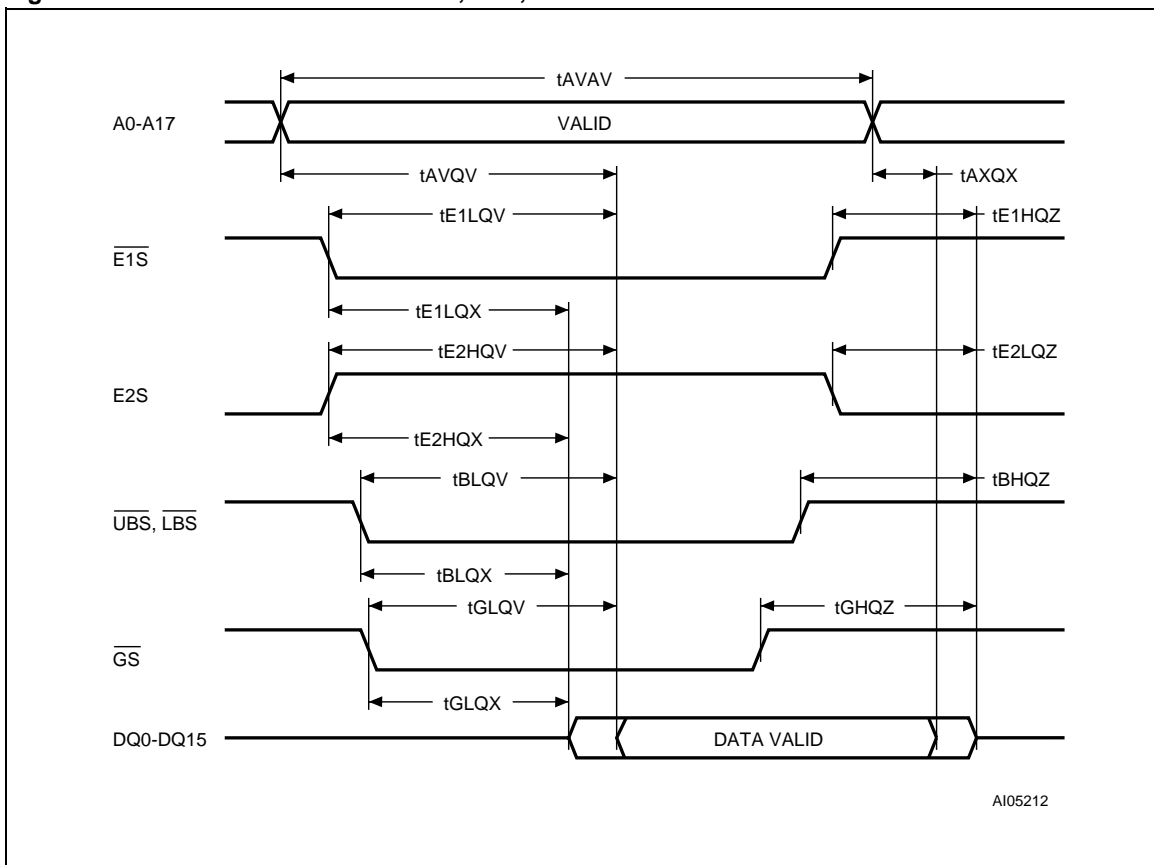 tAVAV
A0-A17 VALID
tAVQV tAXQX
tE1LQV tE1HQZ
E1S
tE1LQX
tE2HQV tE2LQZ
E2S
tE2HQX
tBLQV tBHQZ
UBS, LBS
tBLQX
tGLQV tGHQZ
GS
tGLQX
DQ0-DQ15 DATA VALID
AI05212